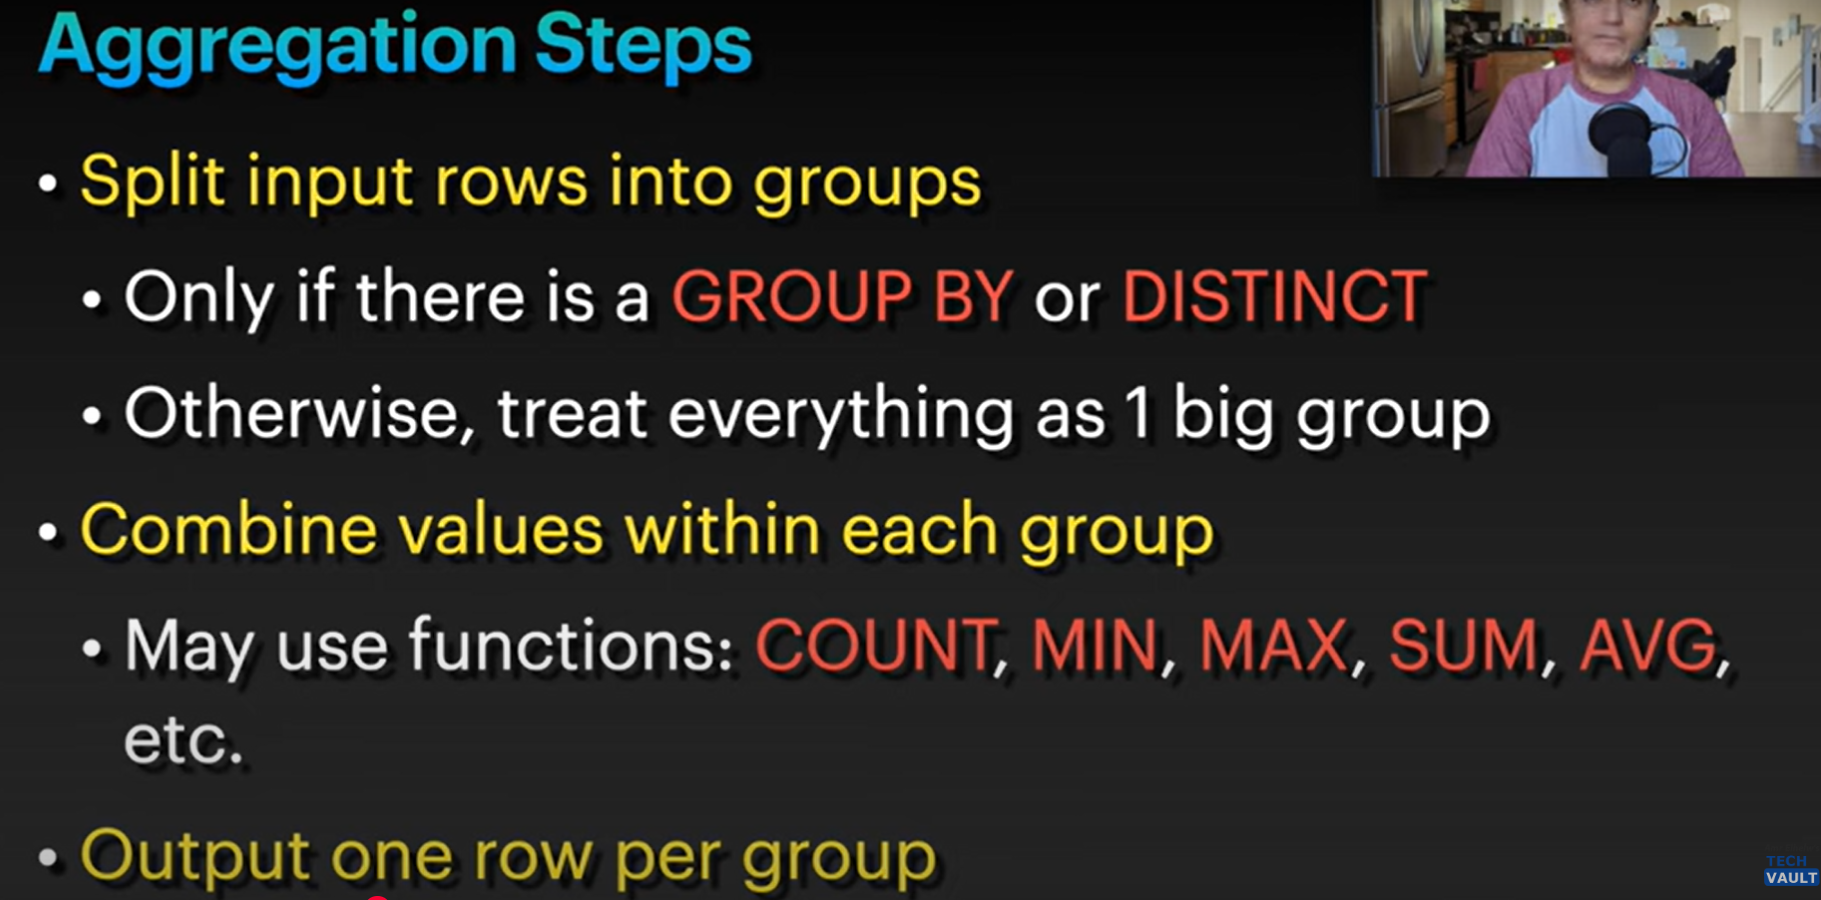 Aggregation Steps
• Split input rows into groups
• Only if there is a GROUP BY or DISTINCT
• Otherwise, treat everything as 1 big group
• Combine values within each group
• May use functions: COUNT, MIN, MAX, SUM, AVG,
etc.
• Output one row per group
TECH
VAULT